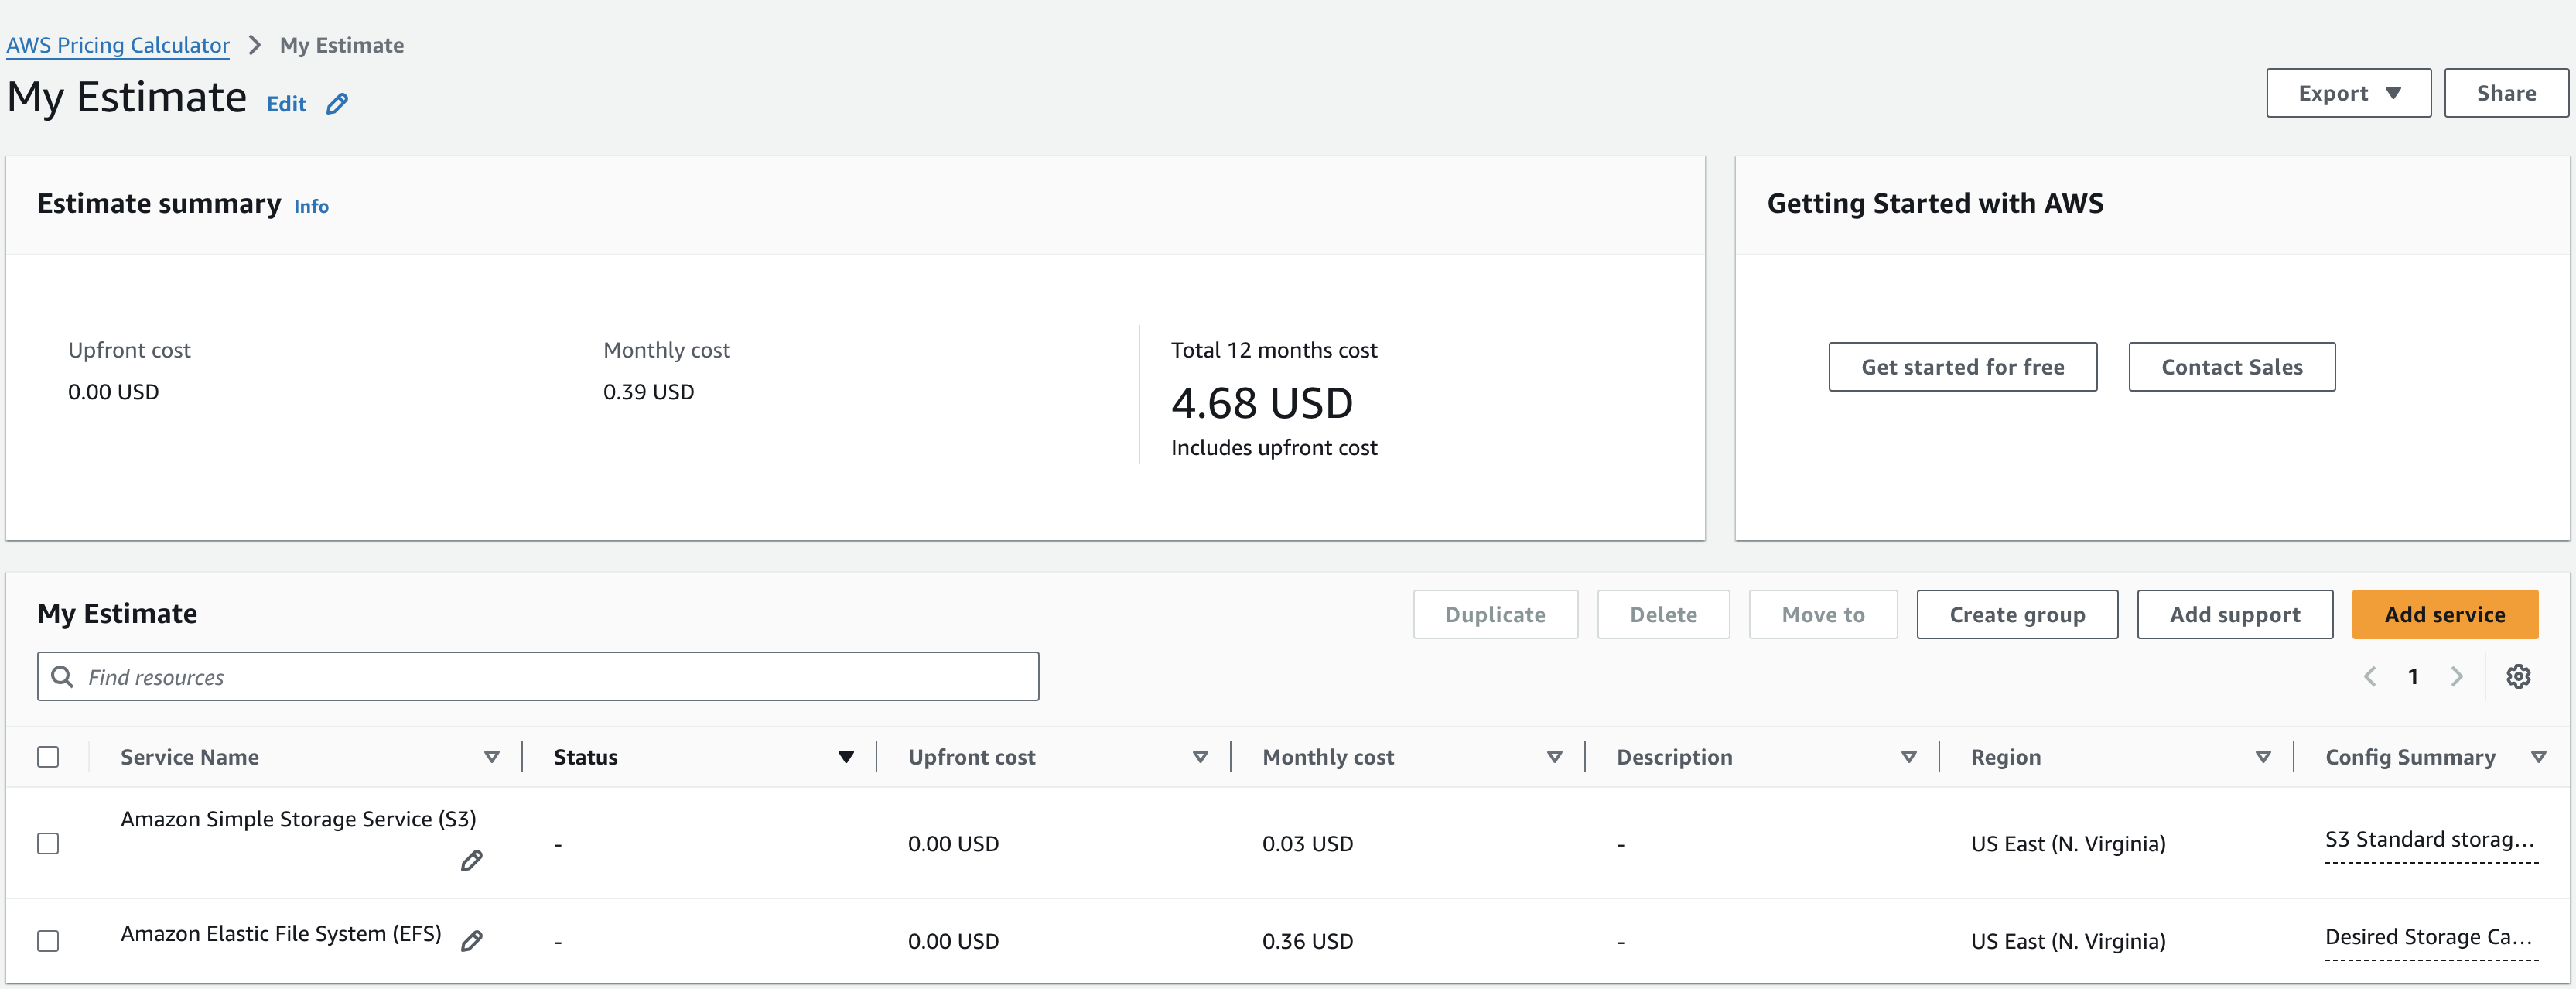 AWS Pricing Calculator > My Estimate
My Estimate Edit
Export Share
Estimate summary Info
Upfront cost
0.00 USD
Monthly cost
0.39 USD
Total 12 months cost
4.68 USD
Includes upfront cost
Getting Started with AWS
Get started for free Contact Sales
My Estimate
Duplicate Delete Move to Create group Add support Add service
Find resources
1
Service Name Status Upfront cost Monthly cost Description Region Config Summary
Amazon Simple Storage Service (S3) - 0.00 USD 0.03 USD - US East (N. Virginia) S3 Standard storag...
Amazon Elastic File System (EFS) - 0.00 USD 0.36 USD - US East (N. Virginia) Desired Storage Ca...